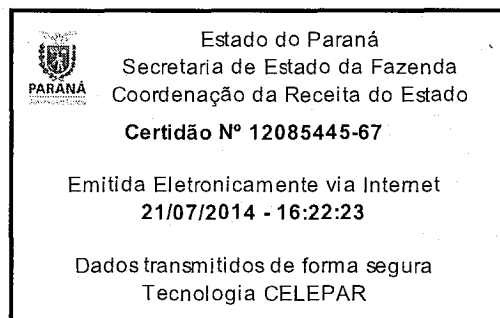 Estado do Paraná
Secretaria de Estado da Fazenda
PARANÁ
Coordenação da Receita do Estado
Certidão Nº 12085445-67
Emitida Eletronicamente via Internet
21/07/2014 - 16:22:23
Dados transmitidos de forma segura
Tecnologia CELEPAR